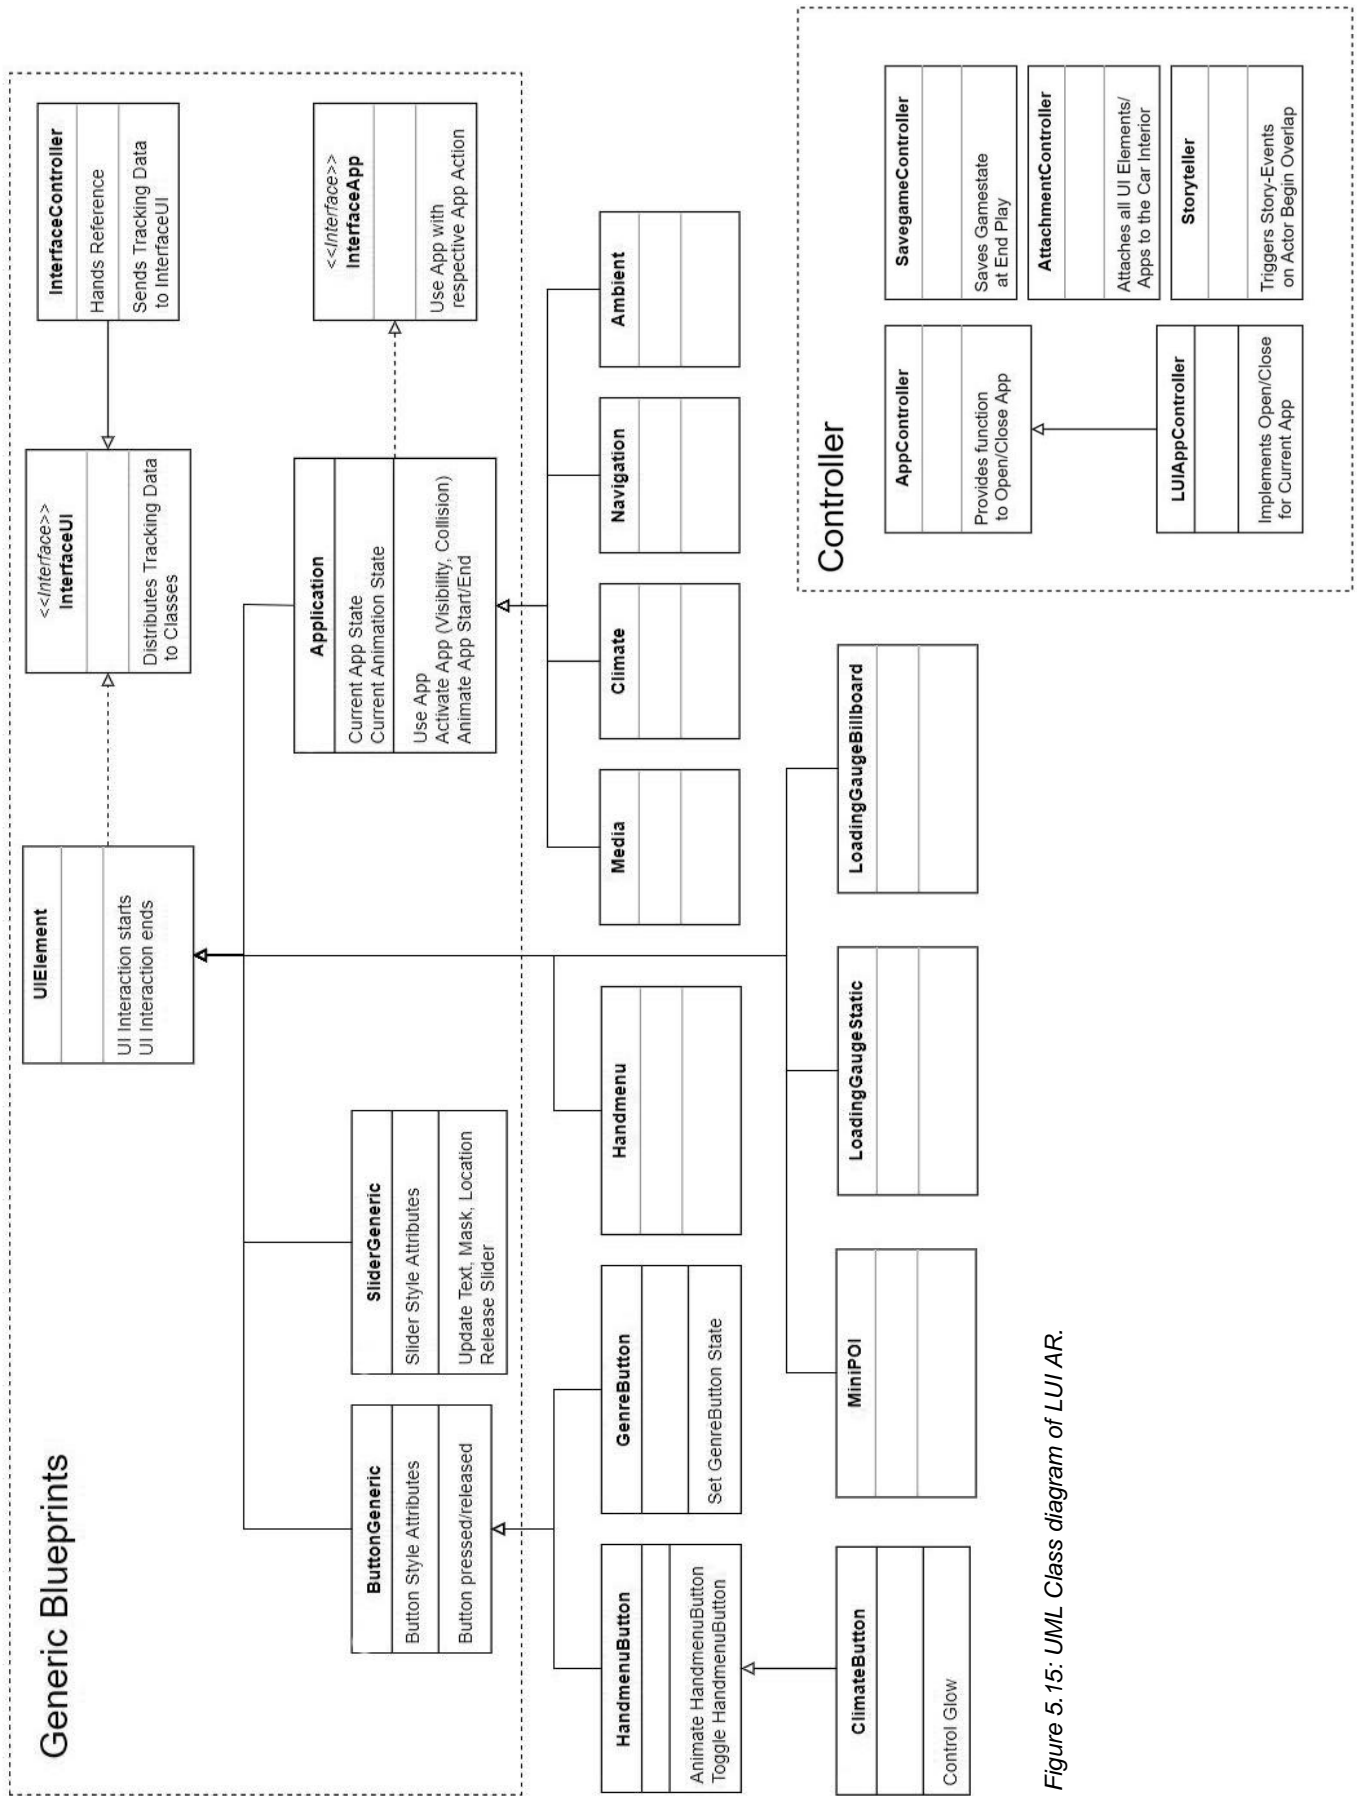 Generic Blueprints
UIElement
UI Interaction starts
UI Interaction ends
<<Interface>>
InterfaceUI
Distributes Tracking Data
to Classes
InterfaceController
Hands Reference
Sends Tracking Data
to InterfaceUI
ButtonGeneric
Button Style Attributes
Button pressed/released
SliderGeneric
Slider Style Attributes
Update Text, Mask, Location
Release Slider
Application
Current App State
Current Animation State
Use App
Activate App (Visibility, Collision)
Animate App Start/End
<<Interface>>
InterfaceApp
Use App with
respective App Action
HandmenuButton
Animate HandmenuButton
Toggle HandmenuButton
GenreButton
Set GenreButton State
Handmenu
Media
Climate
Navigation
Ambient
ClimateButton
Control Glow
MiniPOI
LoadingGaugeStatic
LoadingGaugeBillboard
Controller
AppController
Provides function
to Open/Close App
SavegameController
Saves Gamestate
at End Play
AttachmentController
Attaches all UI Elements/
Apps to the Car Interior
LUIAppController
Implements Open/Close
for Current App
Storyteller
Triggers Story-Events
on Actor Begin Overlap
Figure 5.15: UML Class diagram of LUI AR.